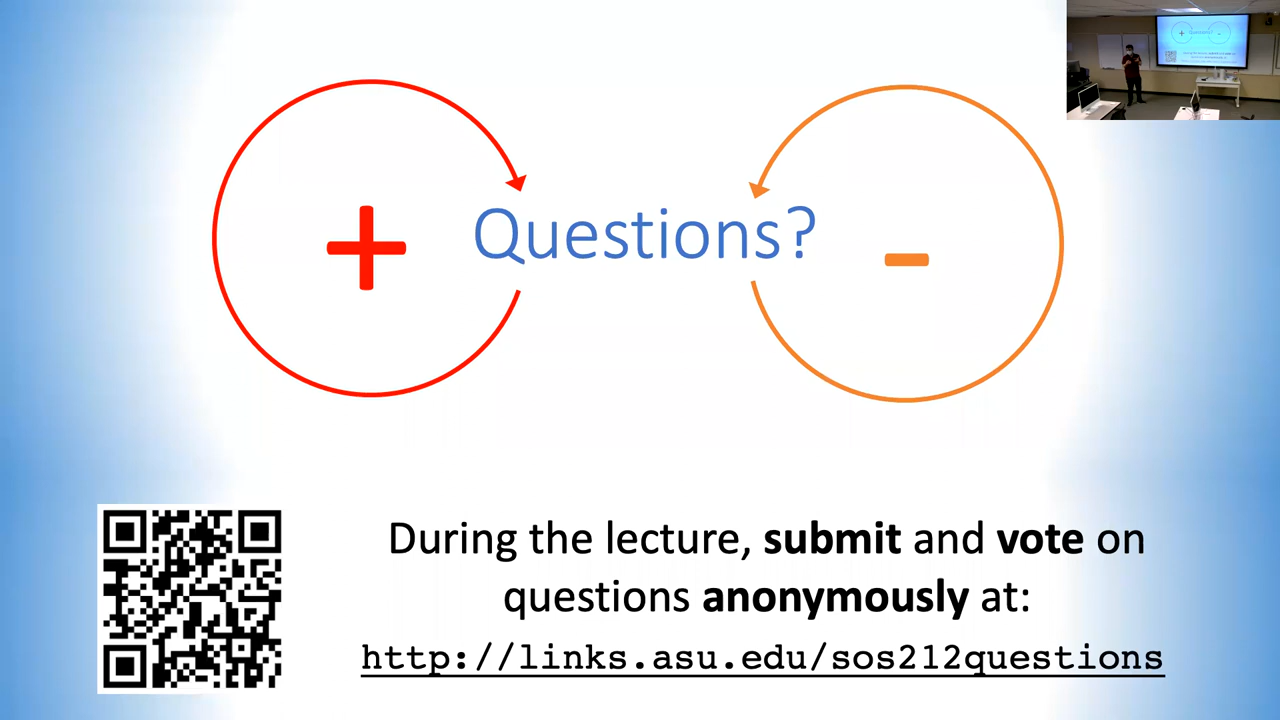 +
Questions?
-
During the lecture, submit and vote on
questions anonymously at:
http://links.asu.edu/sos212questions